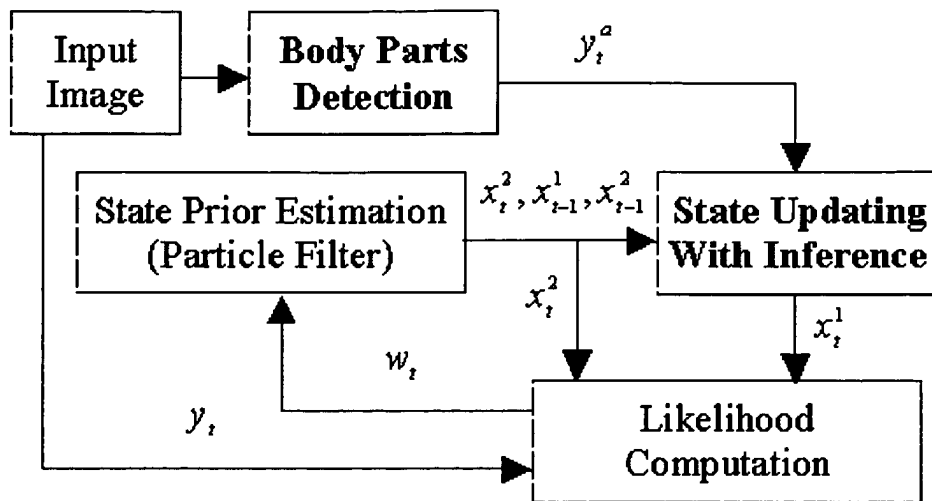 Input
Image
Body Parts
Detection
y_t^a
State Prior Estimation
(Particle Filter)
x_t^2, x_{t-1}^1, x_{t-1}^2
State Updating
With Inference
x_t^2
x_t^1
w_t
y_t
Likelihood
Computation